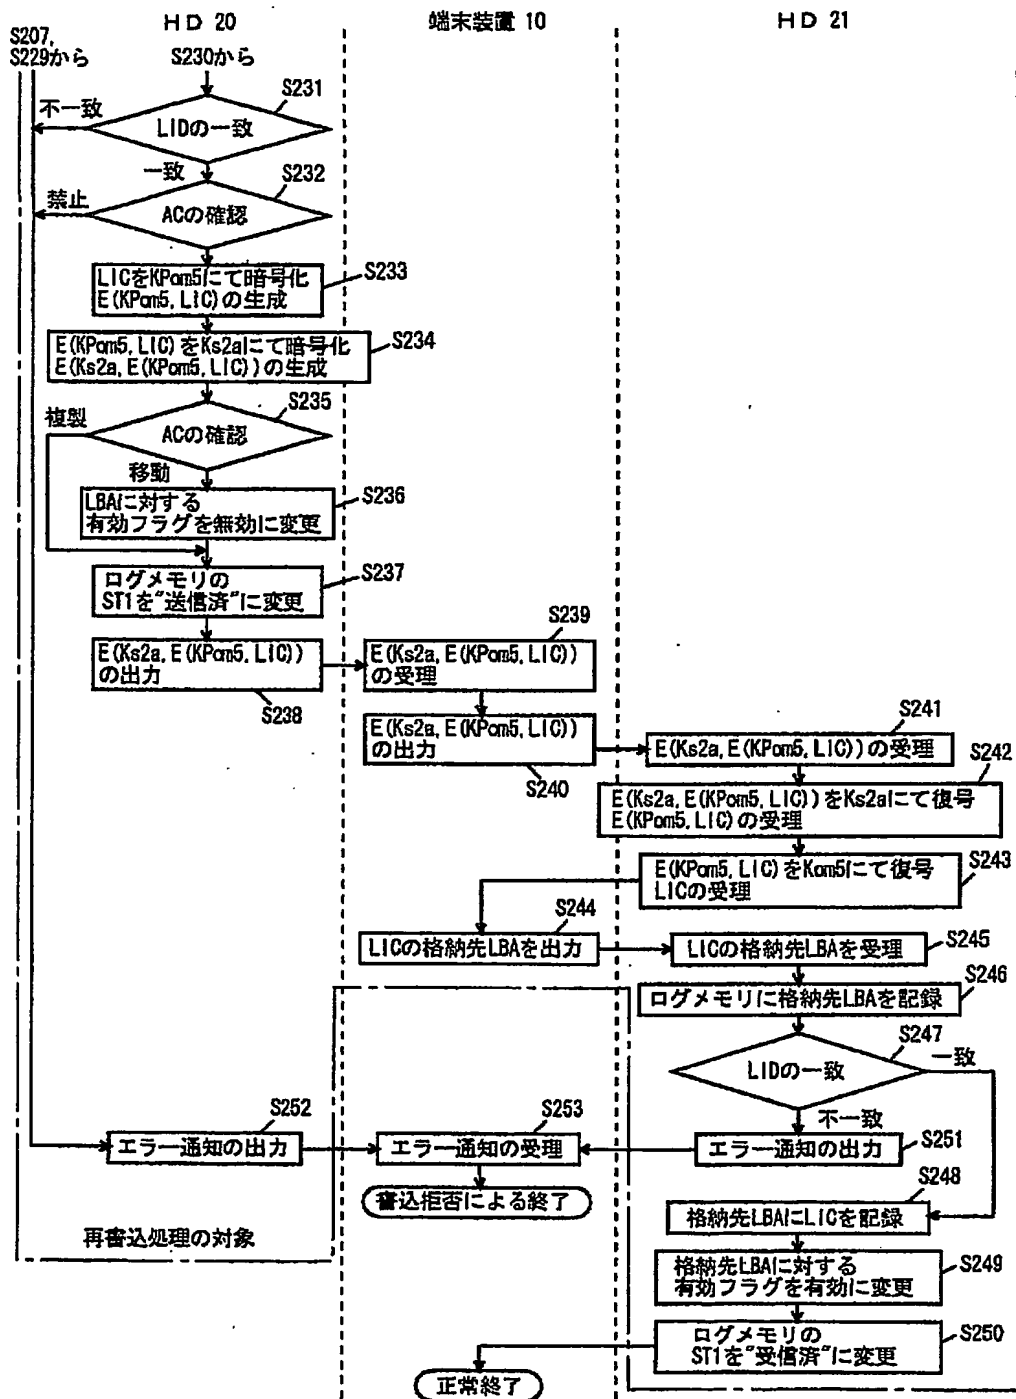 HD 20
端末装置 10
HD 21
S207,
S229から
S230から
S231
不一致
LIDの一致
一致
S232
禁止
ACの確認
LICをKPom5にて暗号化
E(KPom5, LIC)の生成
S233
E(KPom5, LIC)をKs2aにて暗号化
E(Ks2a, E(KPom5, LIC))の生成
S234
S235
複製
ACの確認
移動
LBAに対する
有効フラグを無効に変更
S236
ログメモリの
ST1を"送信済"に変更
S237
E(Ks2a, E(KPom5, LIC))
の出力
S238
S239
E(Ks2a, E(KPom5, LIC))
の受理
E(Ks2a, E(KPom5, LIC))
の出力
S240
S241
E(Ks2a, E(KPom5, LIC))の受理
S242
E(Ks2a, E(KPom5, LIC))をKs2aにて復号
E(KPom5, LIC)の受理
E(KPom5, LIC)をKom5にて復号
LICの受理
S243
S244
LICの格納先LBAを出力
LICの格納先LBAを受理
S245
ログメモリに格納先LBAを記録
S246
S247
LIDの一致
一致
不一致
S252
エラー通知の出力
S253
エラー通知の受理
エラー通知の出力
S251
書込拒否による終了
S248
格納先LBAにLICを記録
再書込処理の対象
格納先LBAに対する
有効フラグを有効に変更
S249
ログメモリの
ST1を"受信済"に変更
S250
正常終了